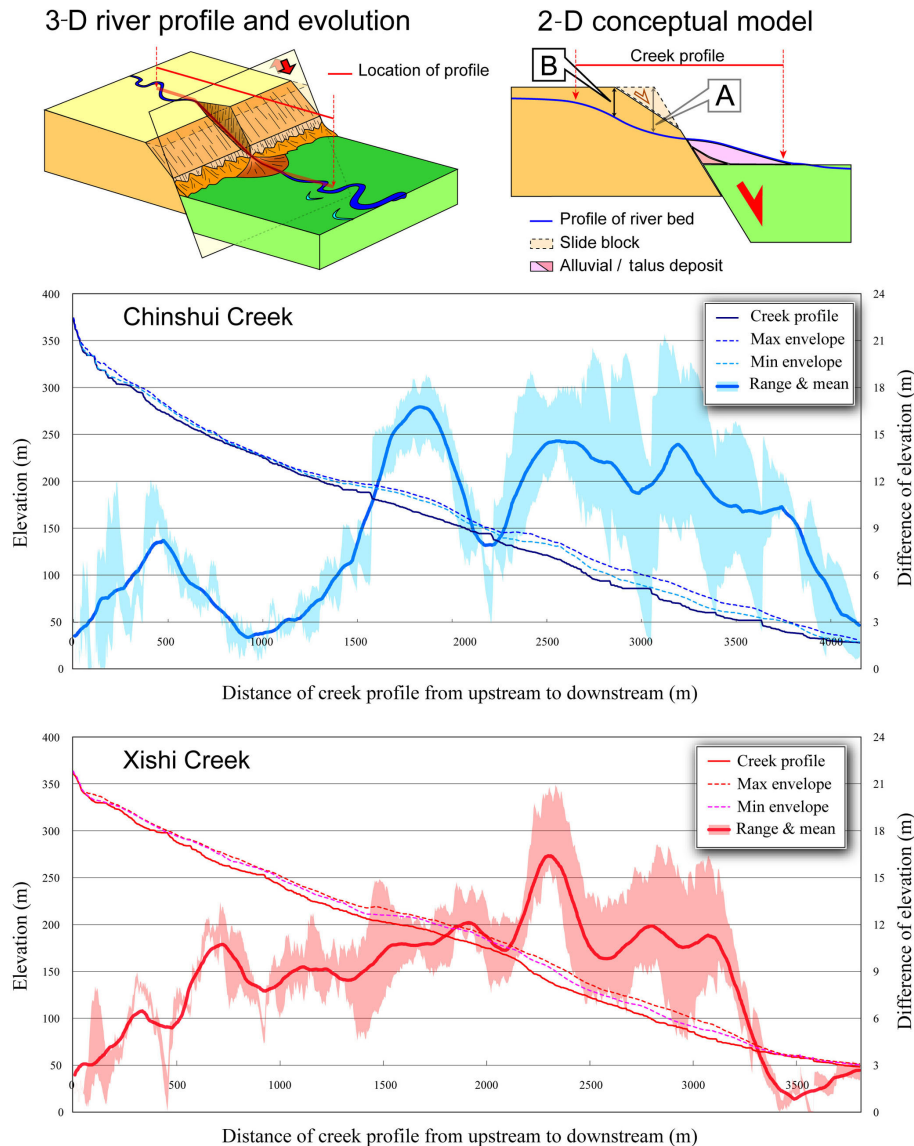 3-D river profile and evolution
2-D conceptual model
Location of profile
Creek profile
B
A
Profile of river bed
Slide block
Alluvial / talus deposit
Chinshui Creek
Creek profile
Max envelope
Min envelope
Range & mean
Elevation (m)
400
350
300
250
200
150
100
50
0
Difference of elevation (m)
24
21
18
15
12
9
6
3
0
0
500
1000
1500
2000
2500
3000
3500
4000
Distance of creek profile from upstream to downstream (m)
Xishi Creek
Creek profile
Max envelope
Min envelope
Range & mean
Elevation (m)
400
350
300
250
200
150
100
50
0
Difference of elevation (m)
24
21
18
15
12
9
6
3
0
0
500
1000
1500
2000
2500
3000
3500
Distance of creek profile from upstream to downstream (m)